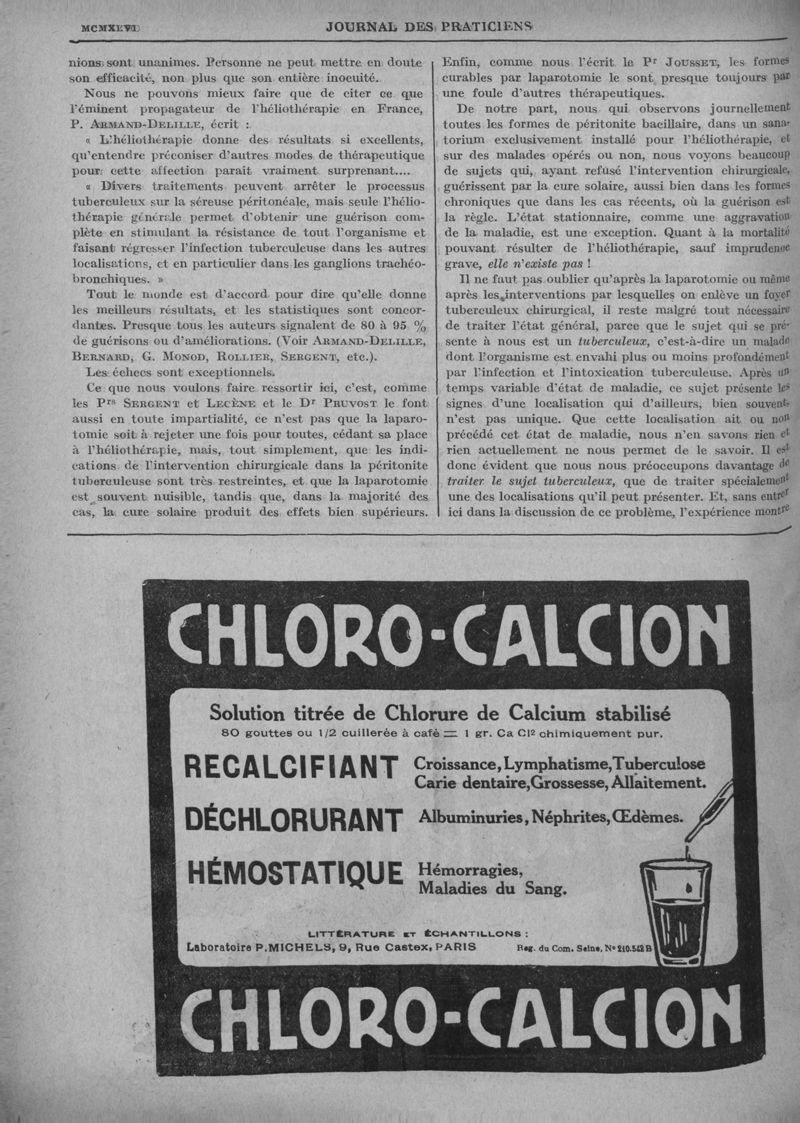 JOURNAL DES PRATICIENS
nions sont unanimes. Personne ne peut mettre en doute
son efficacité, non plus que son entière inocuité.
Nous ne pouvons mieux faire que de citer ce que
l'éminent propagateur de l'héliothérapie en France,
P. ARMAND-DELILLE, écrit :
« L'héliothérapie donne des résultats si excellents,
qu'entendre préconiser d'autres modes de thérapeutique
pour cette affection paraît vraiment surprenant....
« Divers traitements peuvent arrêter le processus
tuberculeux sur la séreuse péritonéale, mais seule l'hélio-
thérapie générale permet d'obtenir une guérison com-
plète en stimulant la résistance de tout l'organisme et
faisant régresser l'infection tuberculeuse dans les autres
localisations, et en particulier dans les ganglions trachéo-
bronchiques. »
Tout le monde est d'accord pour dire qu'elle donne
les meilleurs résultats, et les statistiques sont concor-
dantes. Presque tous les auteurs signalent de 80 à 95 %
de guérisons ou d'améliorations. (Voir ARMAND-DELILLE,
BERNARD, G. MONOD, ROLLIER, SERGENT, etc.).
Les échecs sont exceptionnels.
Ce que nous voulons faire ressortir ici, c'est, comme
les Prs SERGENT et LECÈNE et le Dr PRUVOST le font
aussi en toute impartialité, ce n'est pas que la laparo-
tomie soit à rejeter une fois pour toutes, cédant sa place
à l'héliothérapie, mais, tout simplement, que les indi-
cations de l'intervention chirurgicale dans la péritonite
tuberculeuse sont très restreintes, et que la laparotomie
est souvent nuisible, tandis que, dans la majorité des
cas, la cure solaire produit des effets bien supérieurs.
Enfin, comme nous l'écrit le Pr JOUSSET, les formes
curables par laparotomie le sont presque toujours par
une foule d'autres thérapeutiques.
De notre part, nous qui observons journellement
toutes les formes de péritonite bacillaire, dans un sana-
torium exclusivement installé pour l'héliothérapie, et
sur des malades opérés ou non, nous voyons beaucoup
de sujets qui, ayant refusé l'intervention chirurgicale,
guérissent par la cure solaire, aussi bien dans les formes
chroniques que dans les cas récents, où la guérison est
la règle. L'état stationnaire, comme une aggravation
de la maladie, est une exception. Quant à la mortalité
pouvant résulter de l'héliothérapie, sauf imprudence
grave, elle n'existe pas !
Il ne faut pas oublier qu'après la laparotomie ou même
après les interventions par lesquelles on enlève un foyer
tuberculeux chirurgical, il reste malgré tout nécessaire
de traiter l'état général, parce que le sujet qui se pré-
sente à nous est un tuberculeux, c'est-à-dire un malade
dont l'organisme est envahi plus ou moins profondément
par l'infection et l'intoxication tuberculeuse. Après un
temps variable d'état de maladie, ce sujet présente les
signes d'une localisation qui d'ailleurs, bien souvent,
n'est pas unique. Que cette localisation ait ou non
précédé cet état de maladie, nous n'en savons rien et
rien actuellement ne nous permet de le savoir. Il est
donc évident que nous nous préoccupons davantage de
traiter le sujet tuberculeux, que de traiter spécialement
une des localisations qu'il peut présenter. Et, sans entrer
ici dans la discussion de ce problème, l'expérience montre
CHLORO-CALCION
Solution titrée de Chlorure de Calcium stabilisé
80 gouttes ou 1/2 cuillerée à café = 1 gr. Ca Cl² chimiquement pur.
RECALCIFIANT Croissance, Lymphatisme, Tuberculose
Carie dentaire, Grossesse, Allaitement.
DÉCHLORURANT Albuminuries, Néphrites, Œdèmes.
HÉMOSTATIQUE Hémorragies,
Maladies du Sang.
LITTÉRATURE ET ÉCHANTILLONS :
Laboratoire P. MICHELS, 9, Rue Castex, PARIS Reg. du Com. Seine, N° 210.542 B
CHLORO-CALCION